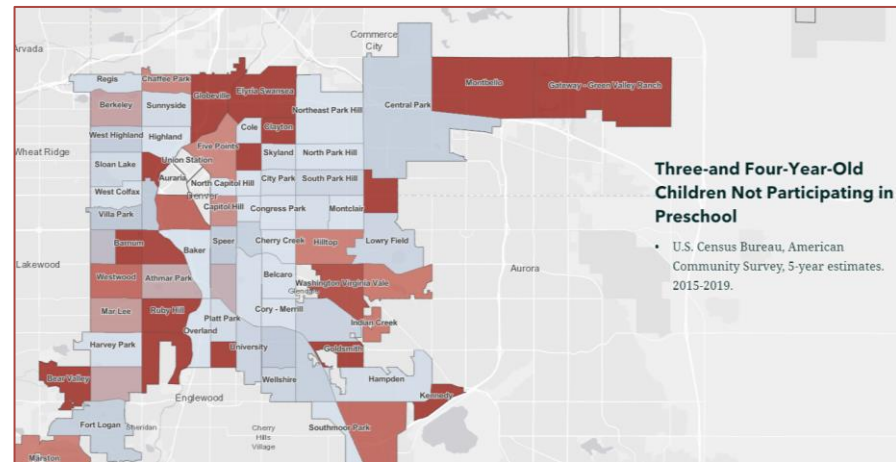 Commerce
City
Arvada
Regis
Chaffee Park
Globeville
Elyria Swansea
Montbello
Gateway - Green Valley Ranch
Berkeley
Sunnyside
Northeast Park Hill
Central Park
West Highland
Highland
Cole
Clayton
Wheat Ridge
Five Points
Sloan Lake
Union Station
Skyland
North Park Hill
Auraria
North Capitol Hill
City Park
South Park Hill
West Colfax
Denver
Villa Park
Capitol Hill
Congress Park
Montclair
Barnum
Baker
Speer
Cherry Creek
Hilltop
Lowry Field
Lakewood
Aurora
Westwood
Athmar Park
Belcaro
Washington Virginia Vale
Glendale
Mar Lee
Ruby Hill
Platt Park
Cory - Merrill
Indian Creek
Overland
Harvey Park
University
Goldsmith
Bear Valley
Wellshire
Hampden
Kennedy
Englewood
Fort Logan
Sheridan
Cherry
Hills
Village
Southmoor Park
Marston
Three-and Four-Year-Old
Children Not Participating in
Preschool
• U.S. Census Bureau, American
Community Survey, 5-year estimates.
2015-2019.